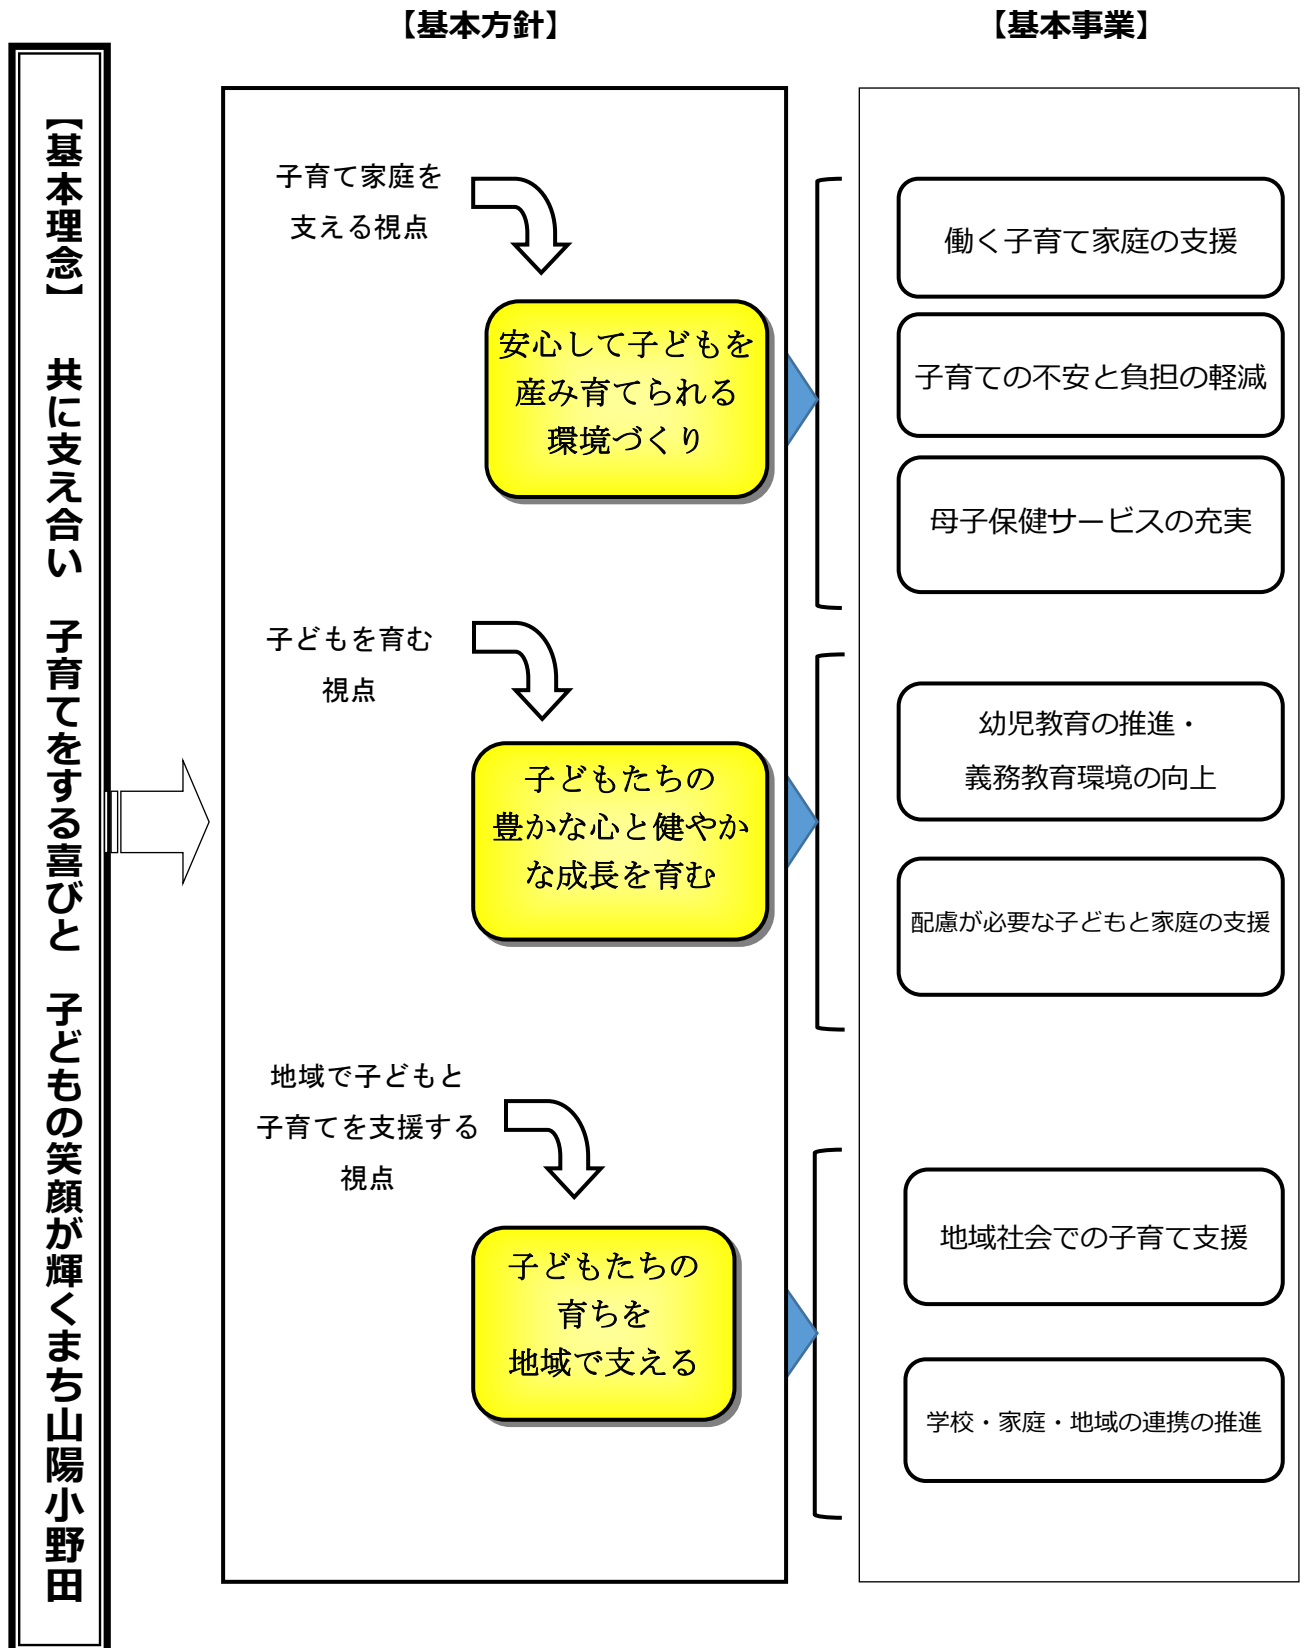 【基本方針】
【基本事業】
【基本理念】 共に支え合い 子育てをする喜びと 子どもの笑顔が輝くまち山陽小野田
子育て家庭を
支える視点
安心して子どもを
産み育てられる
環境づくり
働く子育て家庭の支援
子育ての不安と負担の軽減
母子保健サービスの充実
子どもを育む
視点
子どもたちの
豊かな心と健やか
な成長を育む
幼児教育の推進・
義務教育環境の向上
配慮が必要な子どもと家庭の支援
地域で子どもと
子育てを支援する
視点
子どもたちの
育ちを
地域で支える
地域社会での子育て支援
学校・家庭・地域の連携の推進